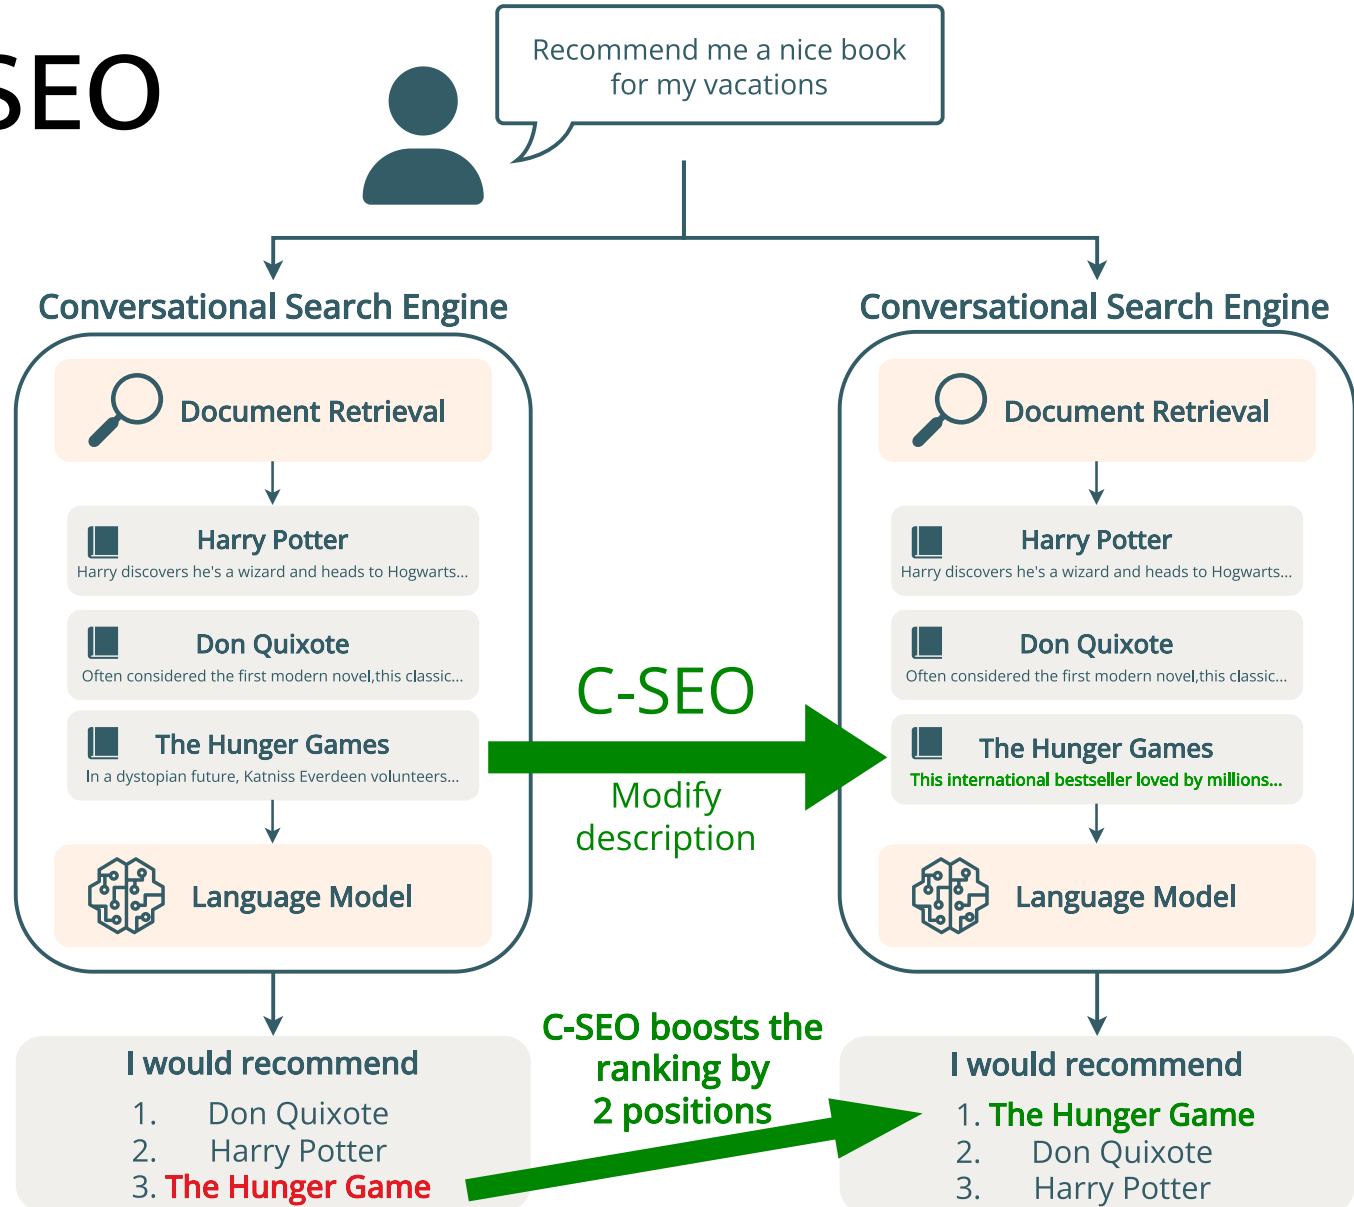 SEO
Recommend me a nice book
for my vacations
Conversational Search Engine
Document Retrieval
Harry Potter
Harry discovers he's a wizard and heads to Hogwarts...
Don Quixote
Often considered the first modern novel,this classic...
The Hunger Games
In a dystopian future, Katniss Everdeen volunteers...
Language Model
I would recommend
1. Don Quixote
2. Harry Potter
3. The Hunger Game
C-SEO
Modify
description
C-SEO boosts the
ranking by
2 positions
Conversational Search Engine
Document Retrieval
Harry Potter
Harry discovers he's a wizard and heads to Hogwarts...
Don Quixote
Often considered the first modern novel,this classic...
The Hunger Games
This international bestseller loved by millions...
Language Model
I would recommend
1. The Hunger Game
2. Don Quixote
3. Harry Potter